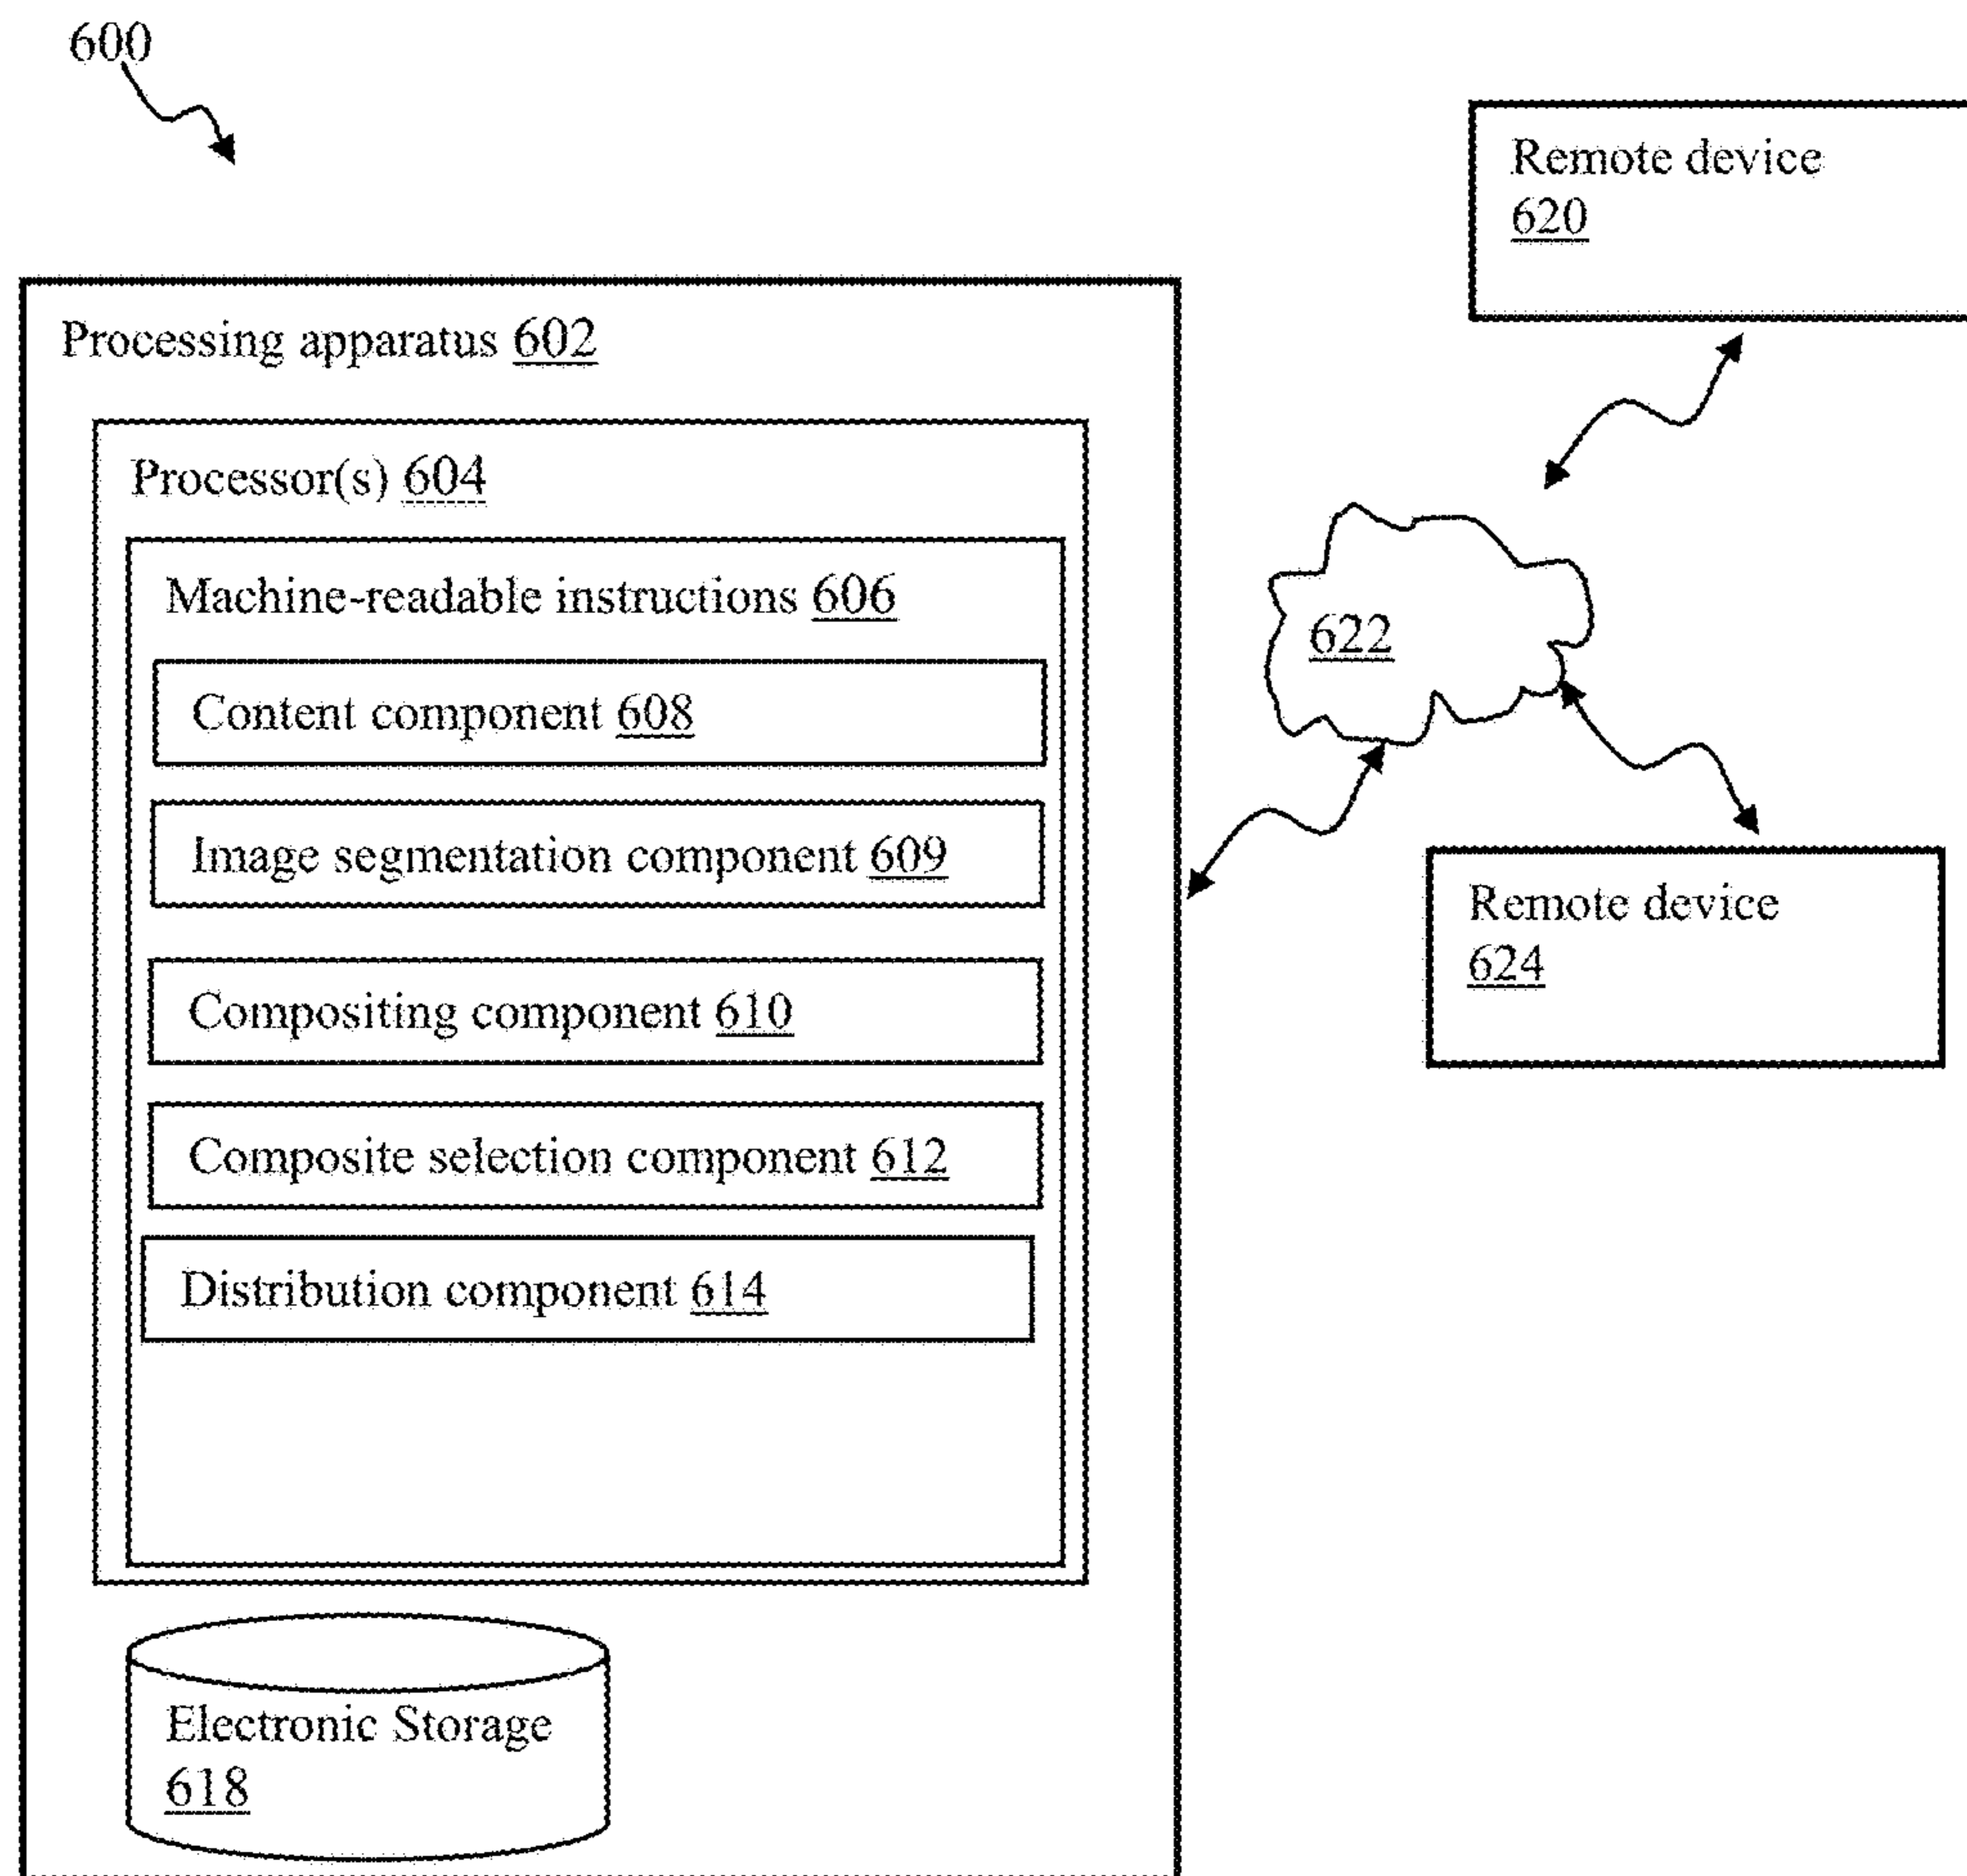 600
Remote device
620
Processing apparatus 602
Processor(s) 604
Machine-readable instructions 606
622
Content component 608
Image segmentation component 609
Remote device
624
Compositing component 610
Composite selection component 612
Distribution component 614
Electronic Storage
618